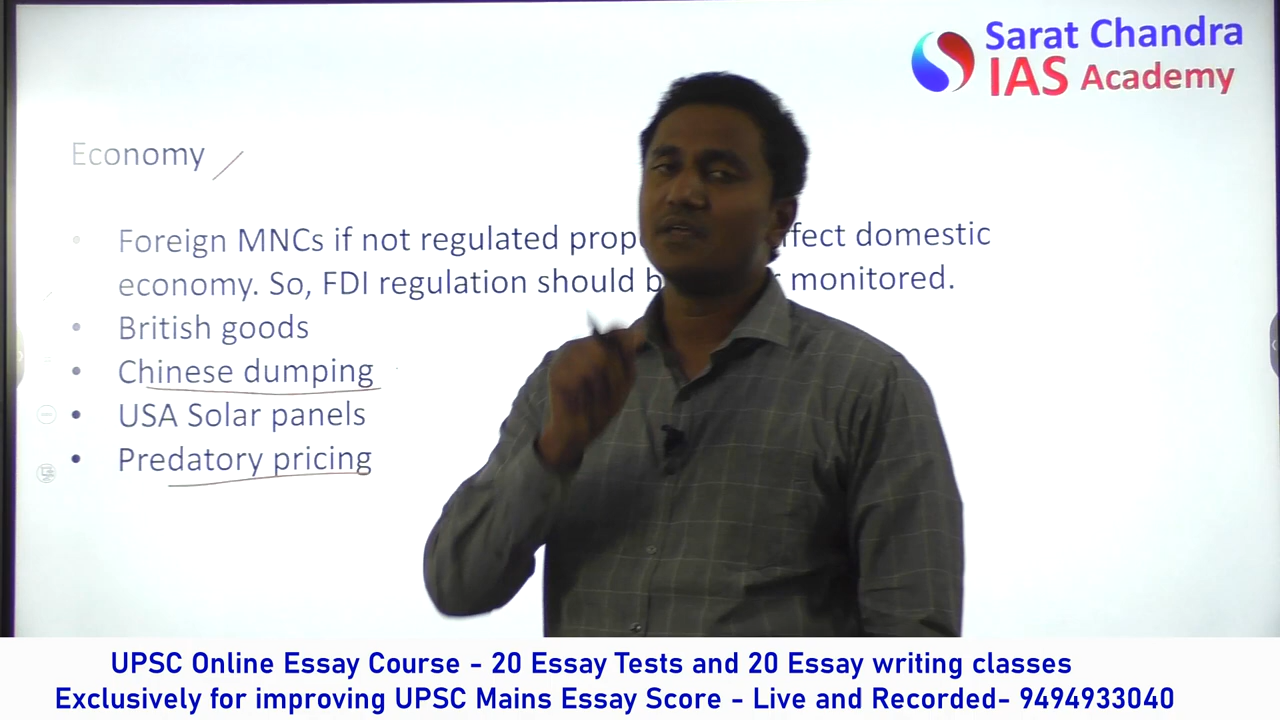 Sarat Chandra
IAS Academy
Economy
• Foreign MNCs if not regulated prop ffect domestic
economy. So, FDI regulation should b monitored.
• British goods
• Chinese dumping
• USA Solar panels
• Predatory pricing
UPSC Online Essay Course - 20 Essay Tests and 20 Essay writing classes
Exclusively for improving UPSC Mains Essay Score - Live and Recorded- 9494933040